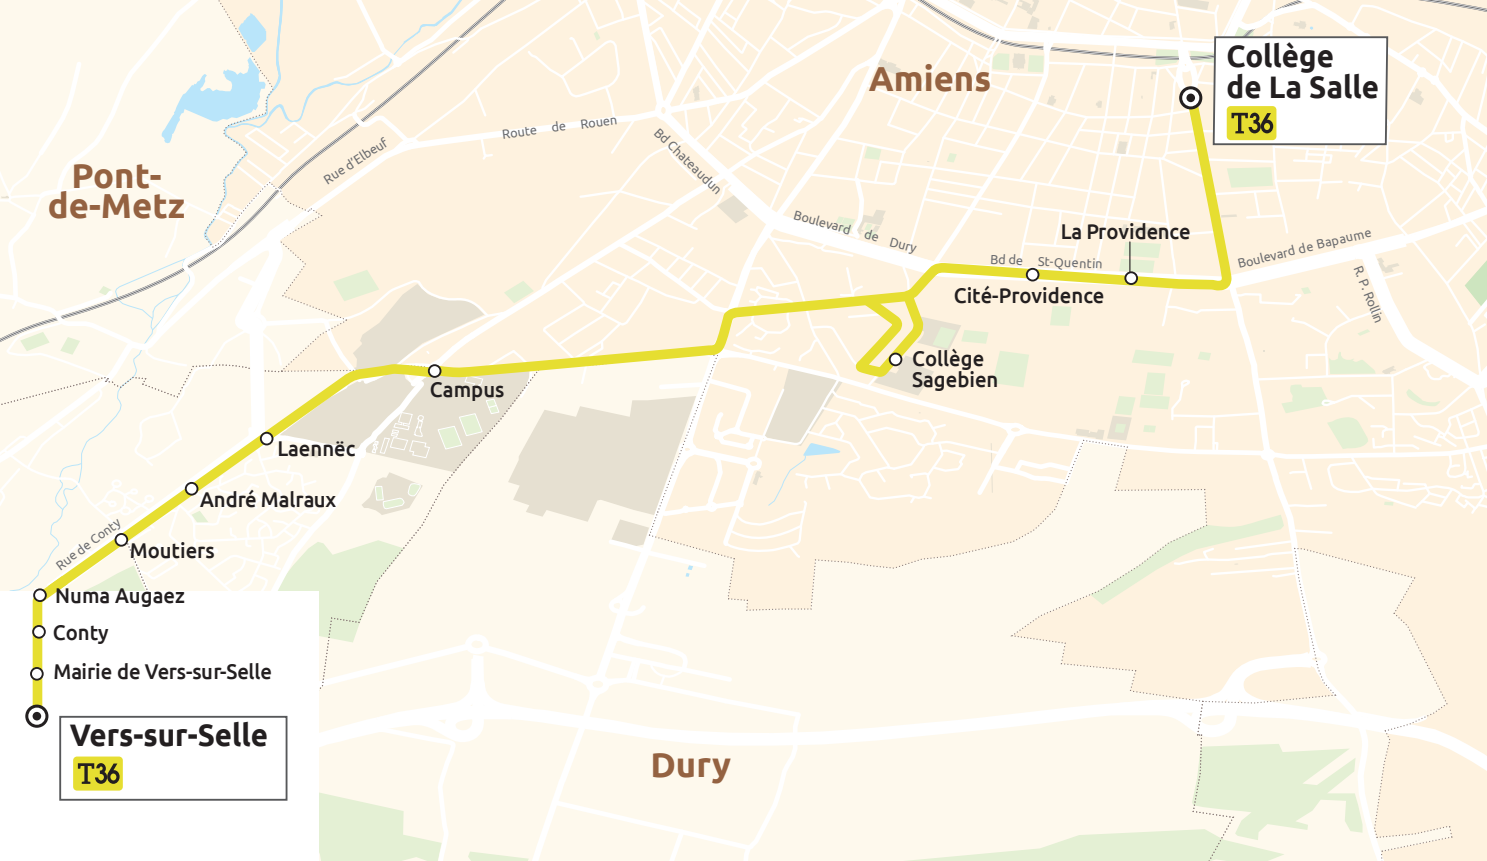 Collège
de La Salle
T36
Amiens
Route de Rouen
Bd Chateaudun
Rue d'Elbeuf
Pont-
de-Metz
Boulevard de Dury
La Providence
Boulevard de Bapaume
Bd de St-Quentin
R. P. Rollin
Cité-Providence
Collège
Sagebien
Campus
Laennëc
André Malraux
Rue de Conty
Moutiers
Numa Augaez
Conty
Mairie de Vers-sur-Selle
Vers-sur-Selle
T36
Dury